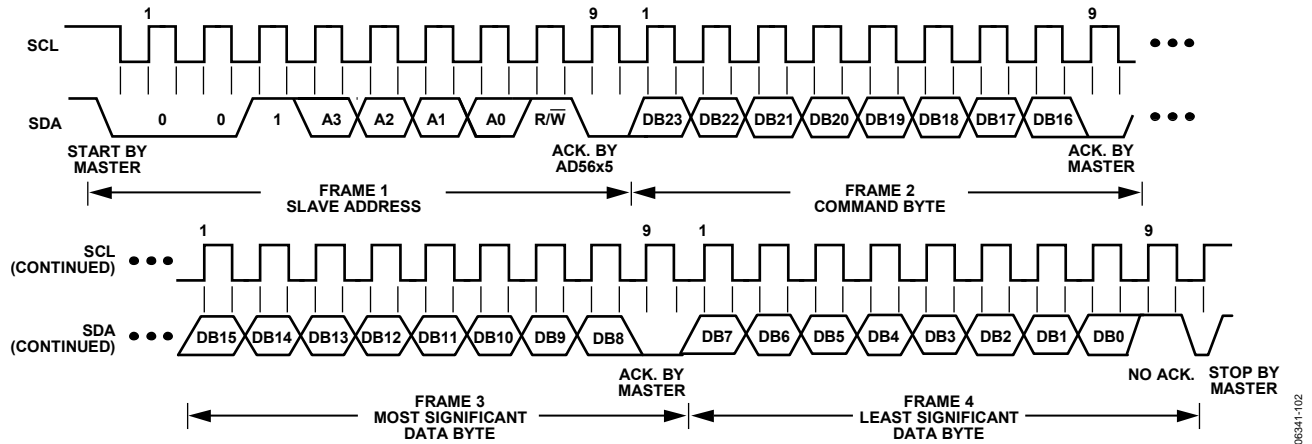 1 9 1 9
SCL
SDA 0 0 1 A3 A2 A1 A0 R/W̅ DB23 DB22 DB21 DB20 DB19 DB18 DB17 DB16
START BY
MASTER
ACK. BY
AD56x5
ACK. BY
MASTER
FRAME 1
SLAVE ADDRESS
FRAME 2
COMMAND BYTE
1 9 1 9
SCL
(CONTINUED)
SDA
(CONTINUED)
DB15 DB14 DB13 DB12 DB11 DB10 DB9 DB8 DB7 DB6 DB5 DB4 DB3 DB2 DB1 DB0
ACK. BY
MASTER
NO ACK.
STOP BY
MASTER
FRAME 3
MOST SIGNIFICANT
DATA BYTE
FRAME 4
LEAST SIGNIFICANT
DATA BYTE
06341-102